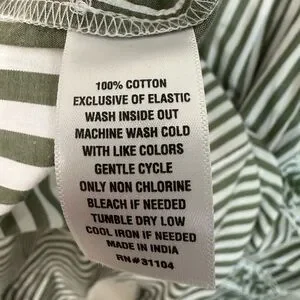 100% COTTON
EXCLUSIVE OF ELASTIC
WASH INSIDE OUT
MACHINE WASH COLD
WITH LIKE COLORS
GENTLE CYCLE
ONLY NON CHLORINE
BLEACH IF NEEDED
TUMBLE DRY LOW
COOL IRON IF NEEDED
MADE IN INDIA
RN#31104